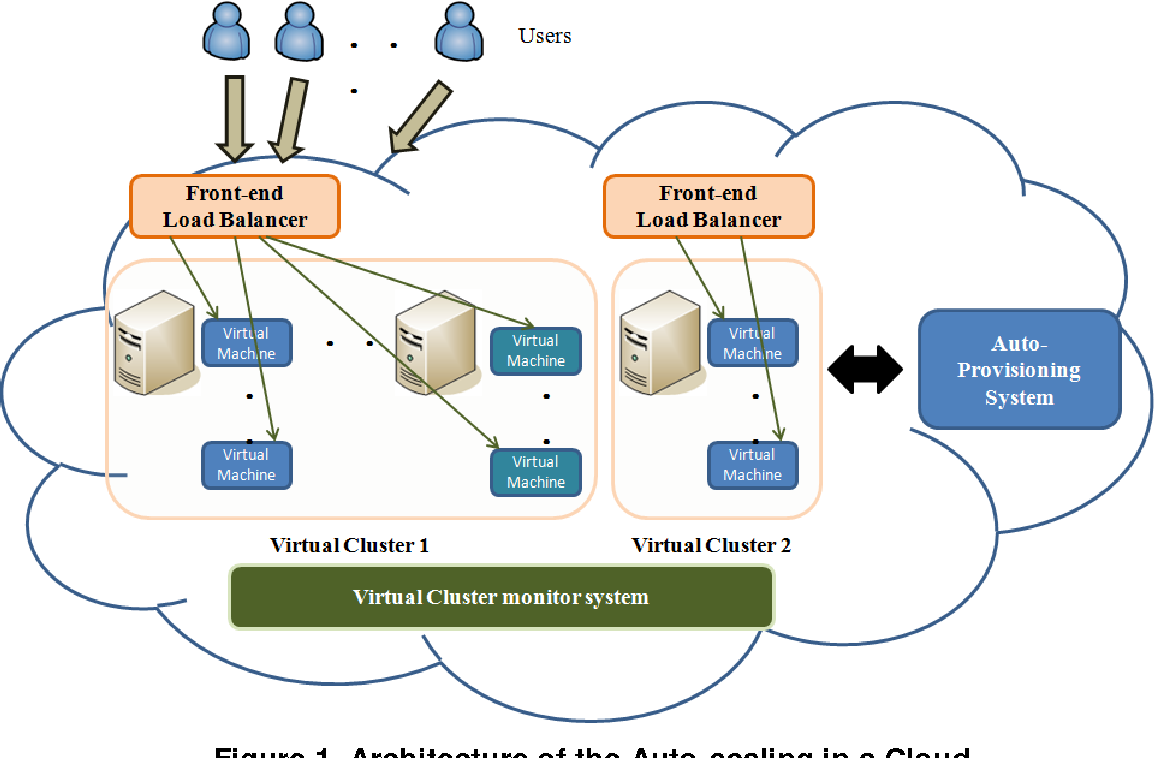 Users
Front-end
Load Balancer
Front-end
Load Balancer
Virtual
Machine
Virtual
Machine
Virtual
Machine
Virtual
Machine
Virtual
Machine
Virtual
Machine
Auto-
Provisioning
System
Virtual Cluster 1
Virtual Cluster 2
Virtual Cluster monitor system
Figure 1. Architecture of the Auto-scaling in a Cloud